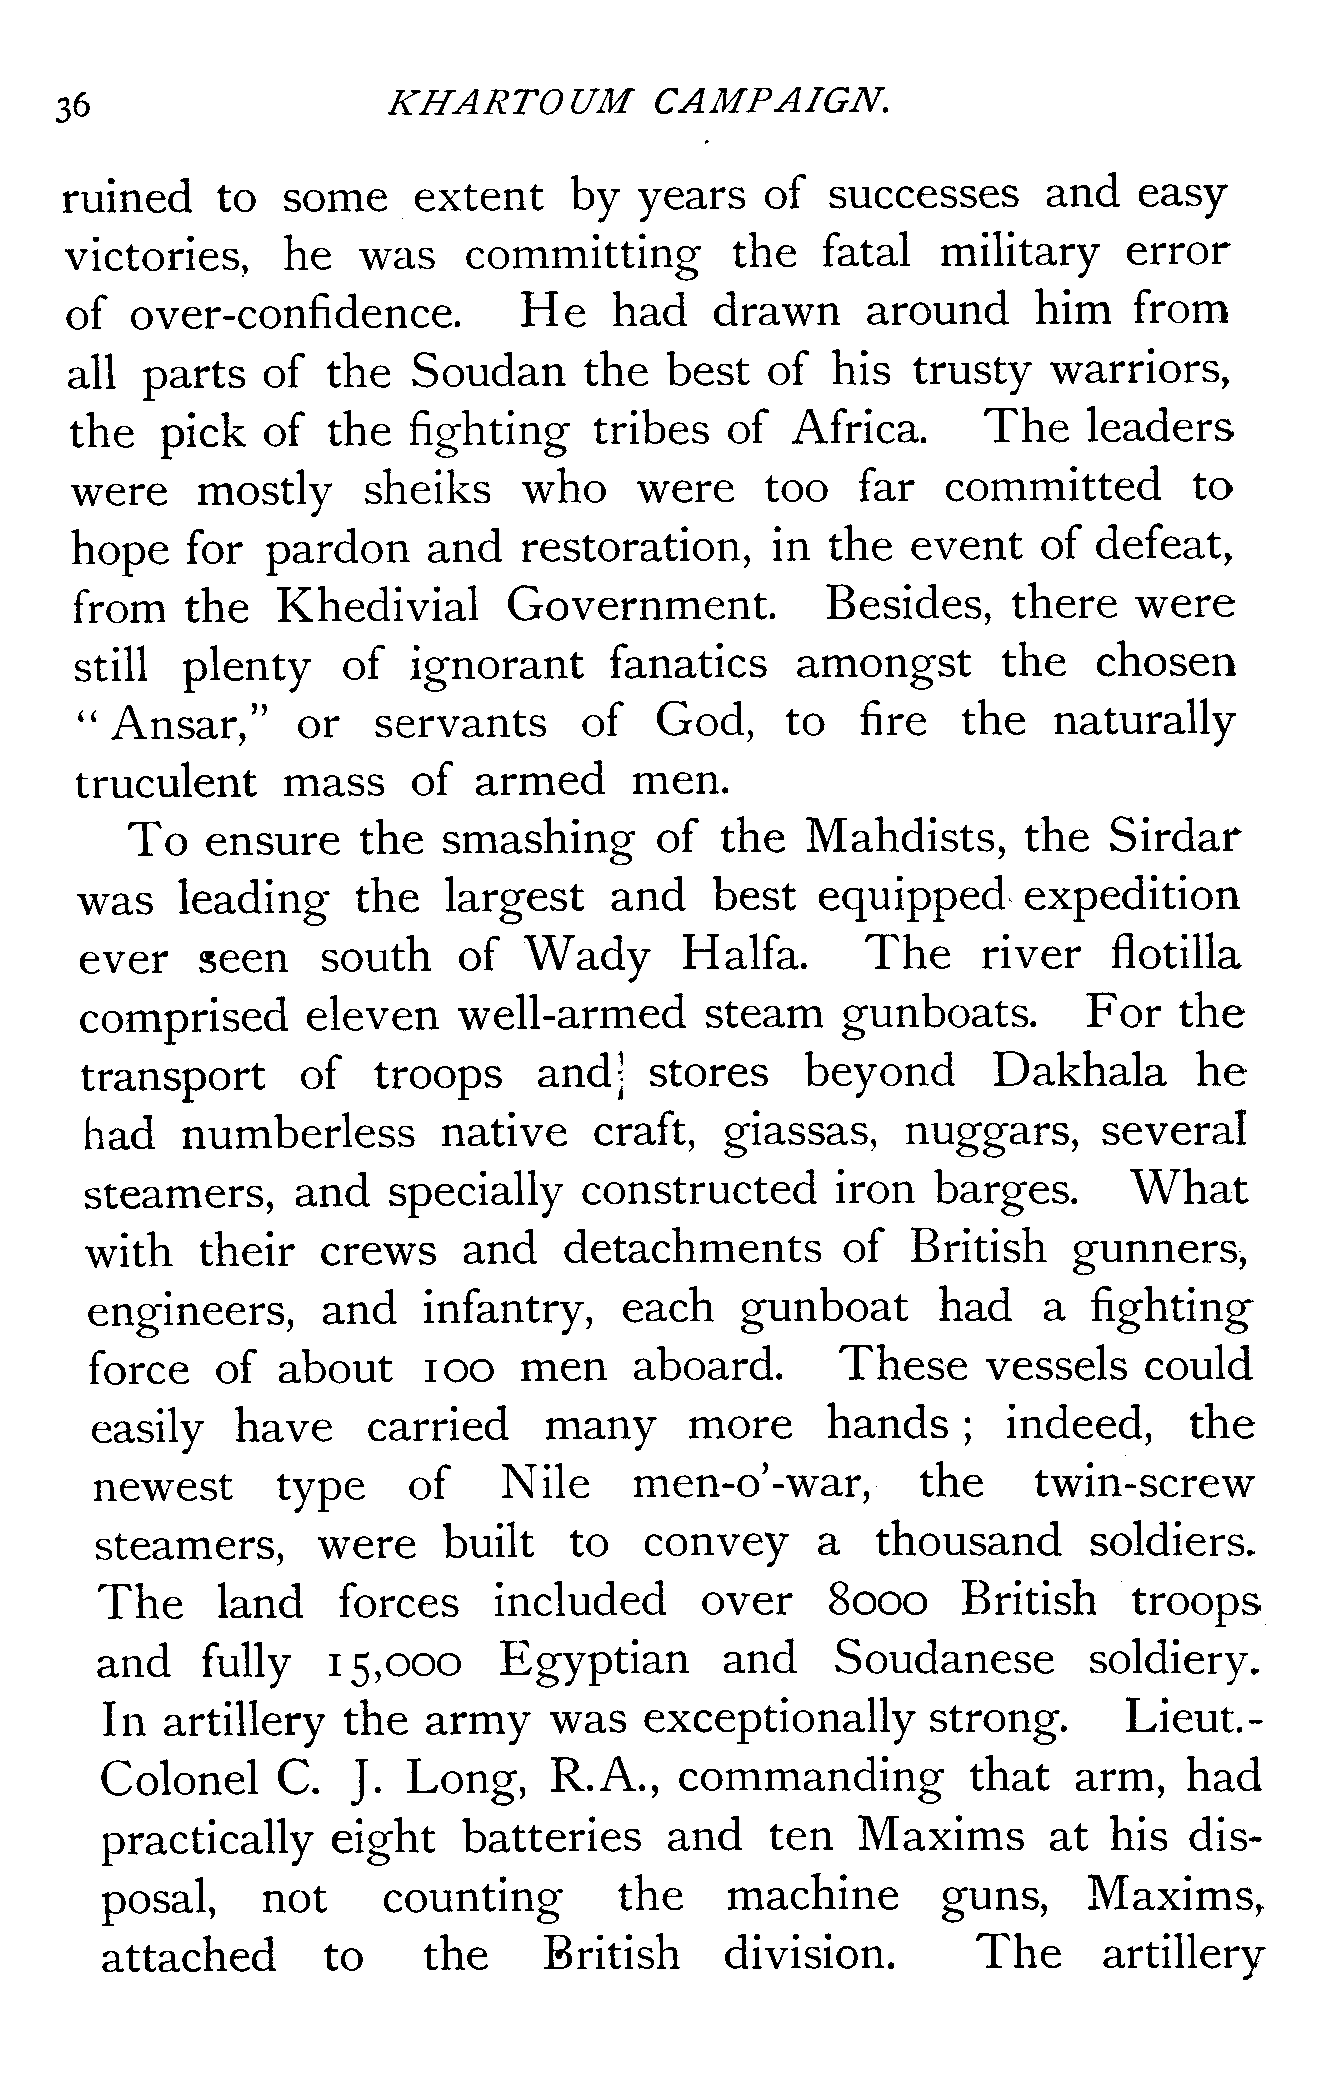 36 KHARTOUM CAMPAIGN.
ruined to some extent by years of successes and easy
victories, he was committing the fatal military error
of over-confidence. He had drawn around him from
all parts of the Soudan the best of his trusty warriors,
the pick of the fighting tribes of Africa. The leaders
were mostly sheiks who were too far committed to
hope for pardon and restoration, in the event of defeat,
from the Khedivial Government. Besides, there were
still plenty of ignorant fanatics amongst the chosen
“Ansar,” or servants of God, to fire the naturally
truculent mass of armed men.
To ensure the smashing of the Mahdists, the Sirdar
was leading the largest and best equipped expedition
ever seen south of Wady Halfa. The river flotilla
comprised eleven well-armed steam gunboats. For the
transport of troops and stores beyond Dakhala he
had numberless native craft, giassas, nuggars, several
steamers, and specially constructed iron barges. What
with their crews and detachments of British gunners,
engineers, and infantry, each gunboat had a fighting
force of about 100 men aboard. These vessels could
easily have carried many more hands ; indeed, the
newest type of Nile men-o'-war, the twin-screw
steamers, were built to convey a thousand soldiers.
The land forces included over 8000 British troops
and fully 15,000 Egyptian and Soudanese soldiery.
In artillery the army was exceptionally strong. Lieut.-
Colonel C. J. Long, R.A., commanding that arm, had
practically eight batteries and ten Maxims at his dis-
posal, not counting the machine guns, Maxims,
attached to the British division. The artillery